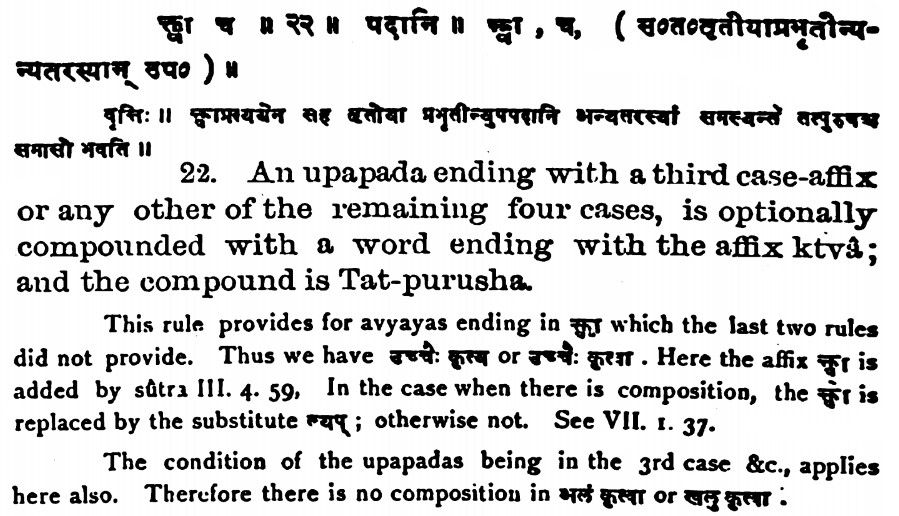 क्त्वा च ॥ २२ ॥ पदानि ॥ क्त्वा , च, ( स०त०तृतीयाप्रभृतीन्य-
न्यतरस्याम् उप० ) ॥
वृत्तिः ॥ क्त्वाप्रत्ययेन सह तृतीया प्रभृतीन्युपपदानि अन्यतरस्यां समस्यन्ते तत्पुरुषश्च
समासो भवति ॥
22. An upapada ending with a third case-affix
or any other of the remaining four cases, is optionally
compounded with a word ending with the affix ktvâ;
and the compound is Tat-purusha.
This rule provides for avyayas ending in क्त्वा which the last two rules
did not provide. Thus we have उच्चैः कृत्य or उच्चैः कृत्वा . Here the affix क्त्वा is
added by sûtra III. 4. 59, In the case when there is composition, the क्त्वा is
replaced by the substitute ल्यप् ; otherwise not. See VII. 1. 37.
The condition of the upapadas being in the 3rd case &c., applies
here also. Therefore there is no composition in अलं कृत्वा or खलु कृत्वा .